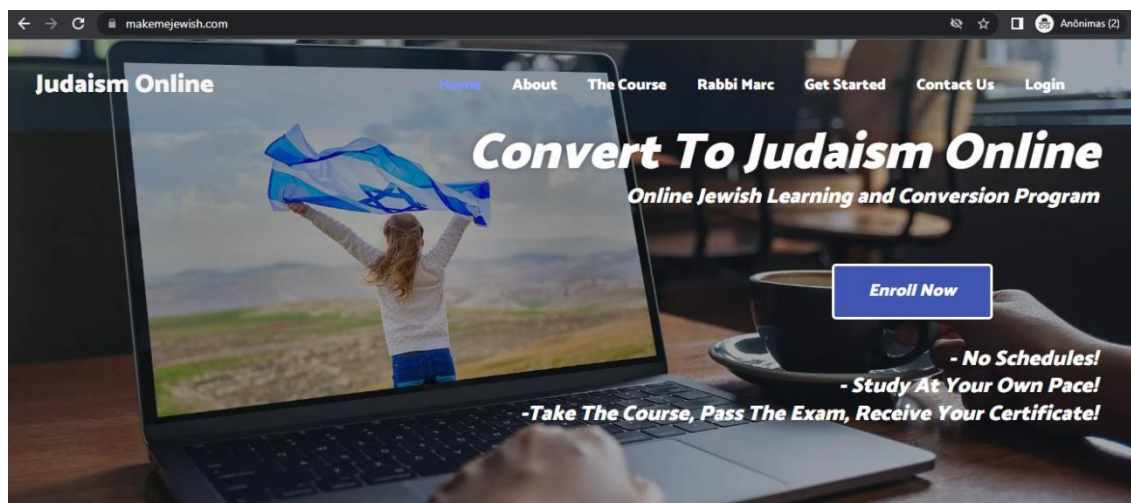 makemejewish.com
Anônimas (2)
Judaism Online
Home About The Course Rabbi Marc Get Started Contact Us Login
Convert To Judaism Online
Online Jewish Learning and Conversion Program
Enroll Now
- No Schedules!
- Study At Your Own Pace!
-Take The Course, Pass The Exam, Receive Your Certificate!